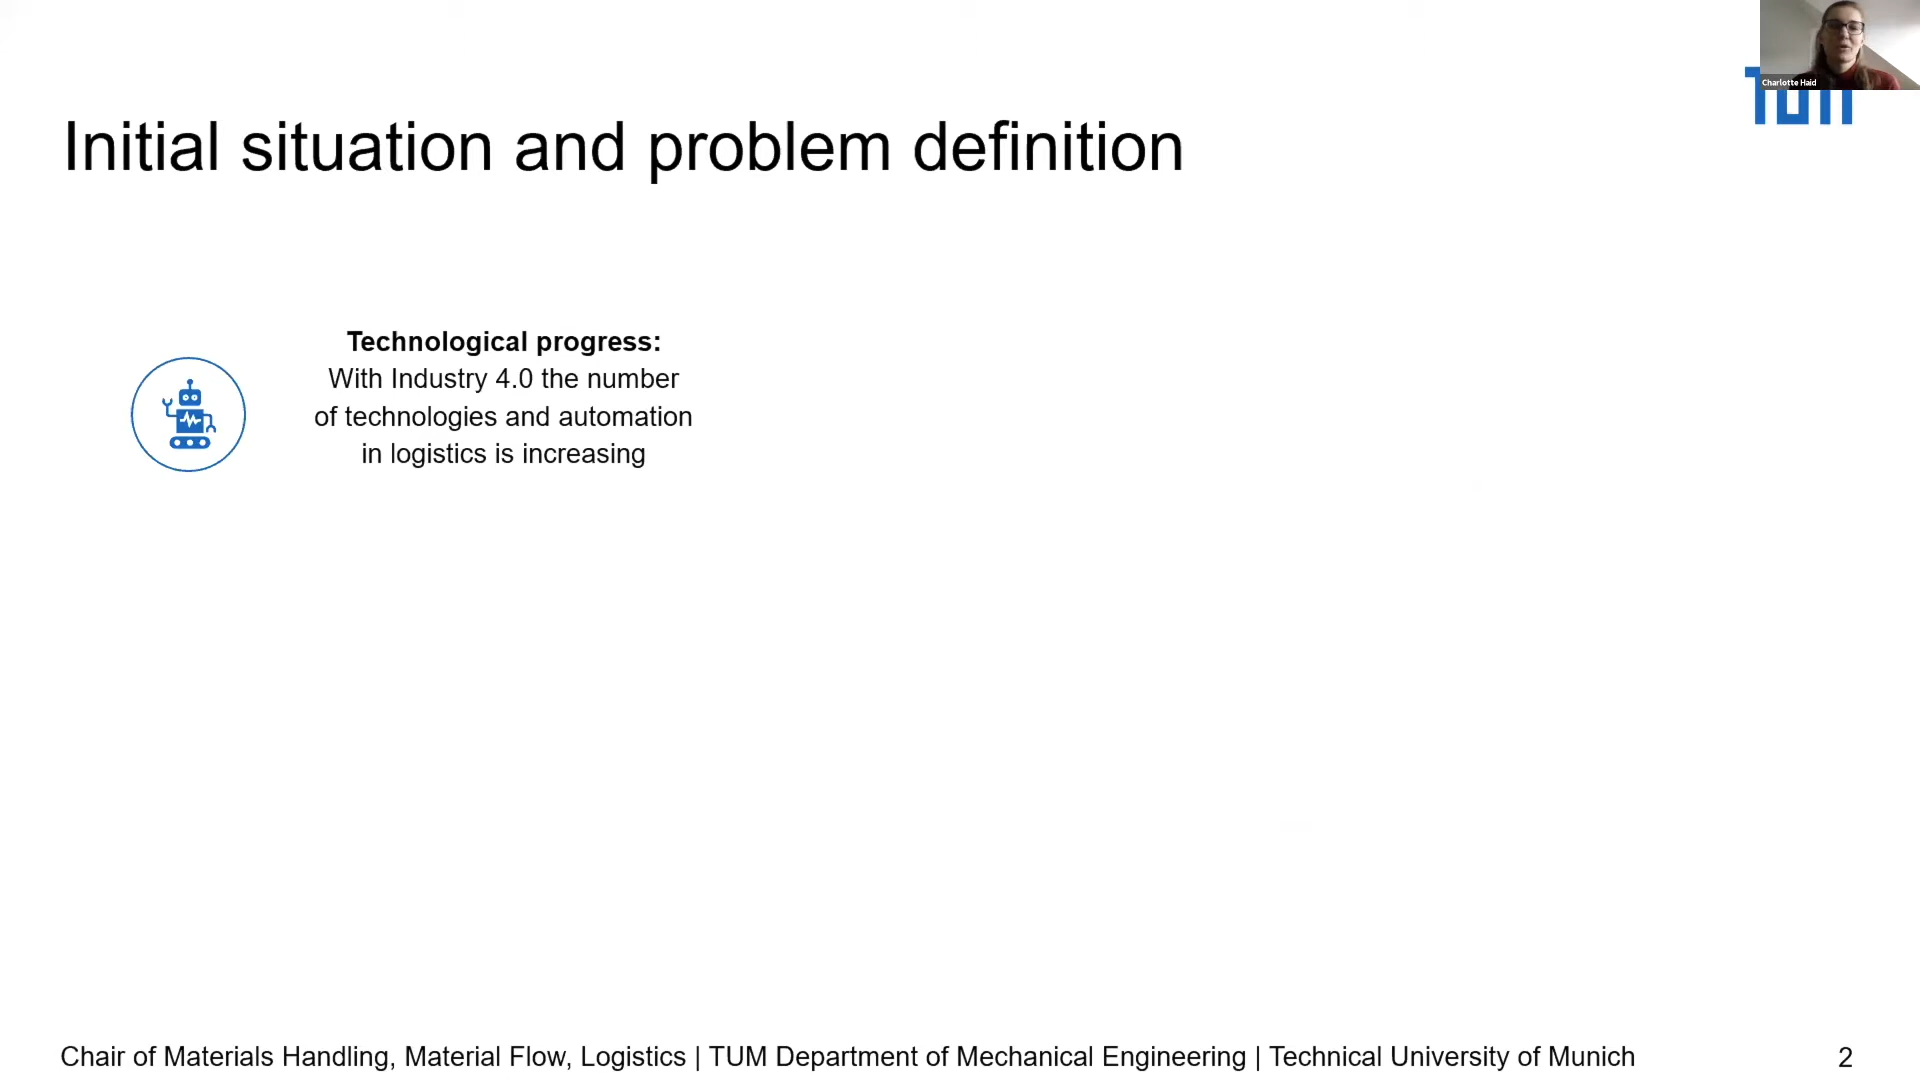 Charlotte Haid
TUM
Initial situation and problem definition
Technological progress:
With Industry 4.0 the number
of technologies and automation
in logistics is increasing
Chair of Materials Handling, Material Flow, Logistics | TUM Department of Mechanical Engineering | Technical University of Munich
2